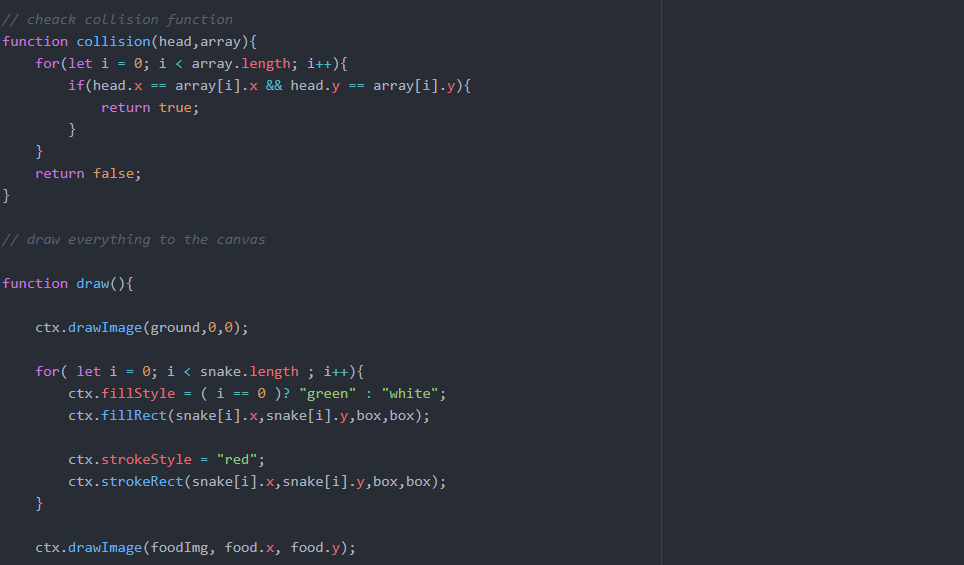 // cheack collision function
function collision(head,array){
    for(let i = 0; i < array.length; i++){
        if(head.x == array[i].x && head.y == array[i].y){
            return true;
        }
    }
    return false;
}

// draw everything to the canvas

function draw(){

    ctx.drawImage(ground,0,0);

    for( let i = 0; i < snake.length ; i++){
        ctx.fillStyle = ( i == 0 )? "green" : "white";
        ctx.fillRect(snake[i].x,snake[i].y,box,box);

        ctx.strokeStyle = "red";
        ctx.strokeRect(snake[i].x,snake[i].y,box,box);
    }

    ctx.drawImage(foodImg, food.x, food.y);